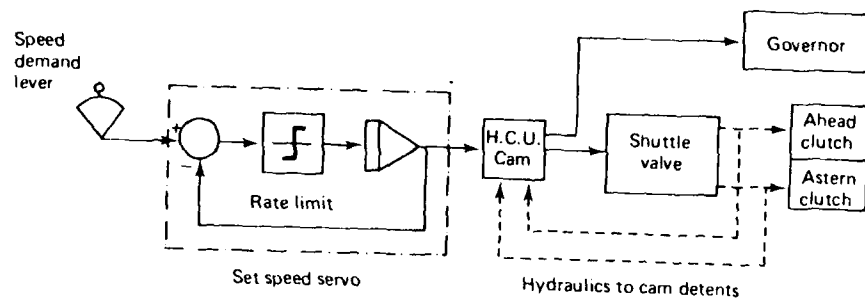 Speed
demand
lever
+
−
Rate limit
Set speed servo
H.C.U.
Cam
Governor
Shuttle
valve
Ahead
clutch
Astern
clutch
Hydraulics to cam detents